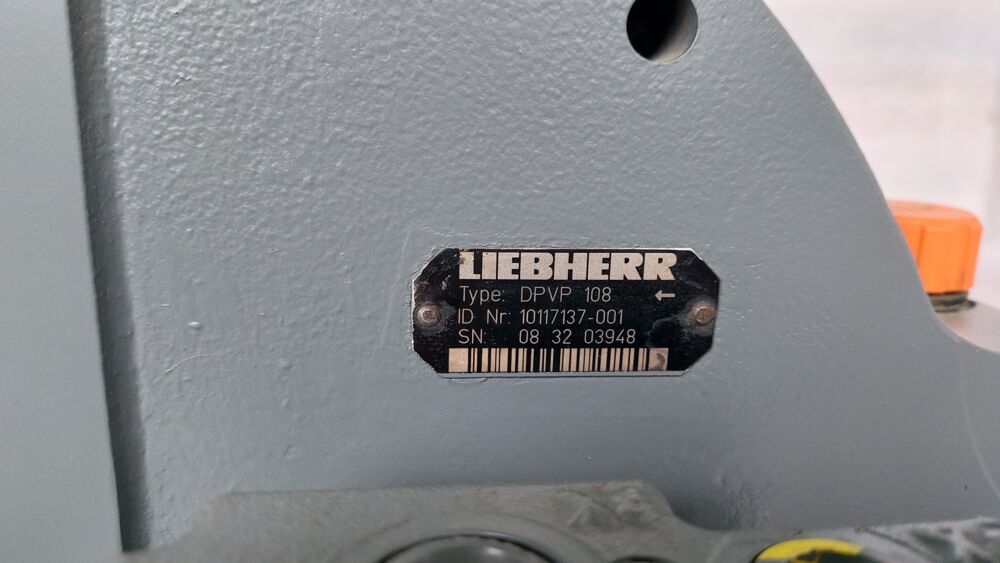 LIEBHERR
Type: DPVP 108 ←
ID Nr: 10117137-001
SN: 08 32 03948